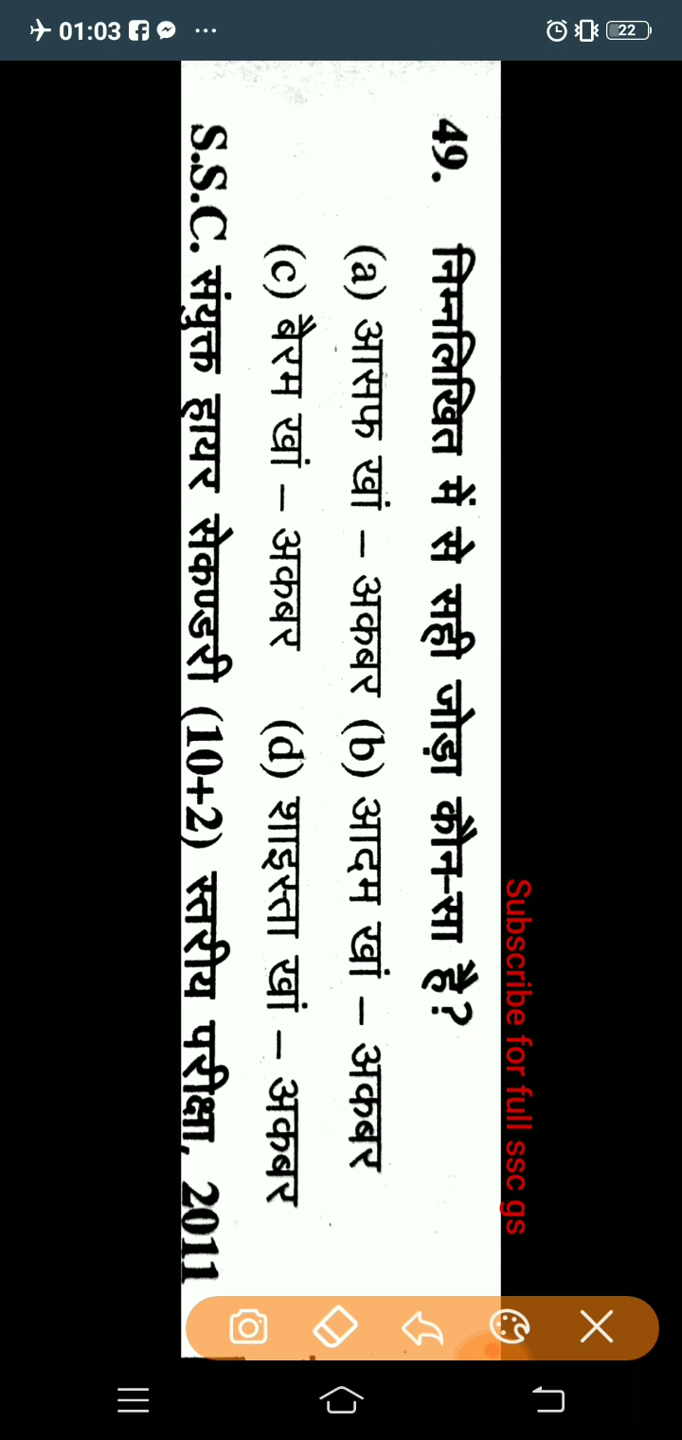 01:03
22
49. निम्नलिखित में से सही जोड़ा कौन-सा है?
(a) आसफ खां – अकबर (b) आदम खां – अकबर
(c) बैरम खां – अकबर (d) शाइस्ता खां – अकबर
S.S.C. संयुक्त हायर सेकण्डरी (10+2) स्तरीय परीक्षा, 2011
Subscribe for full ssc gs